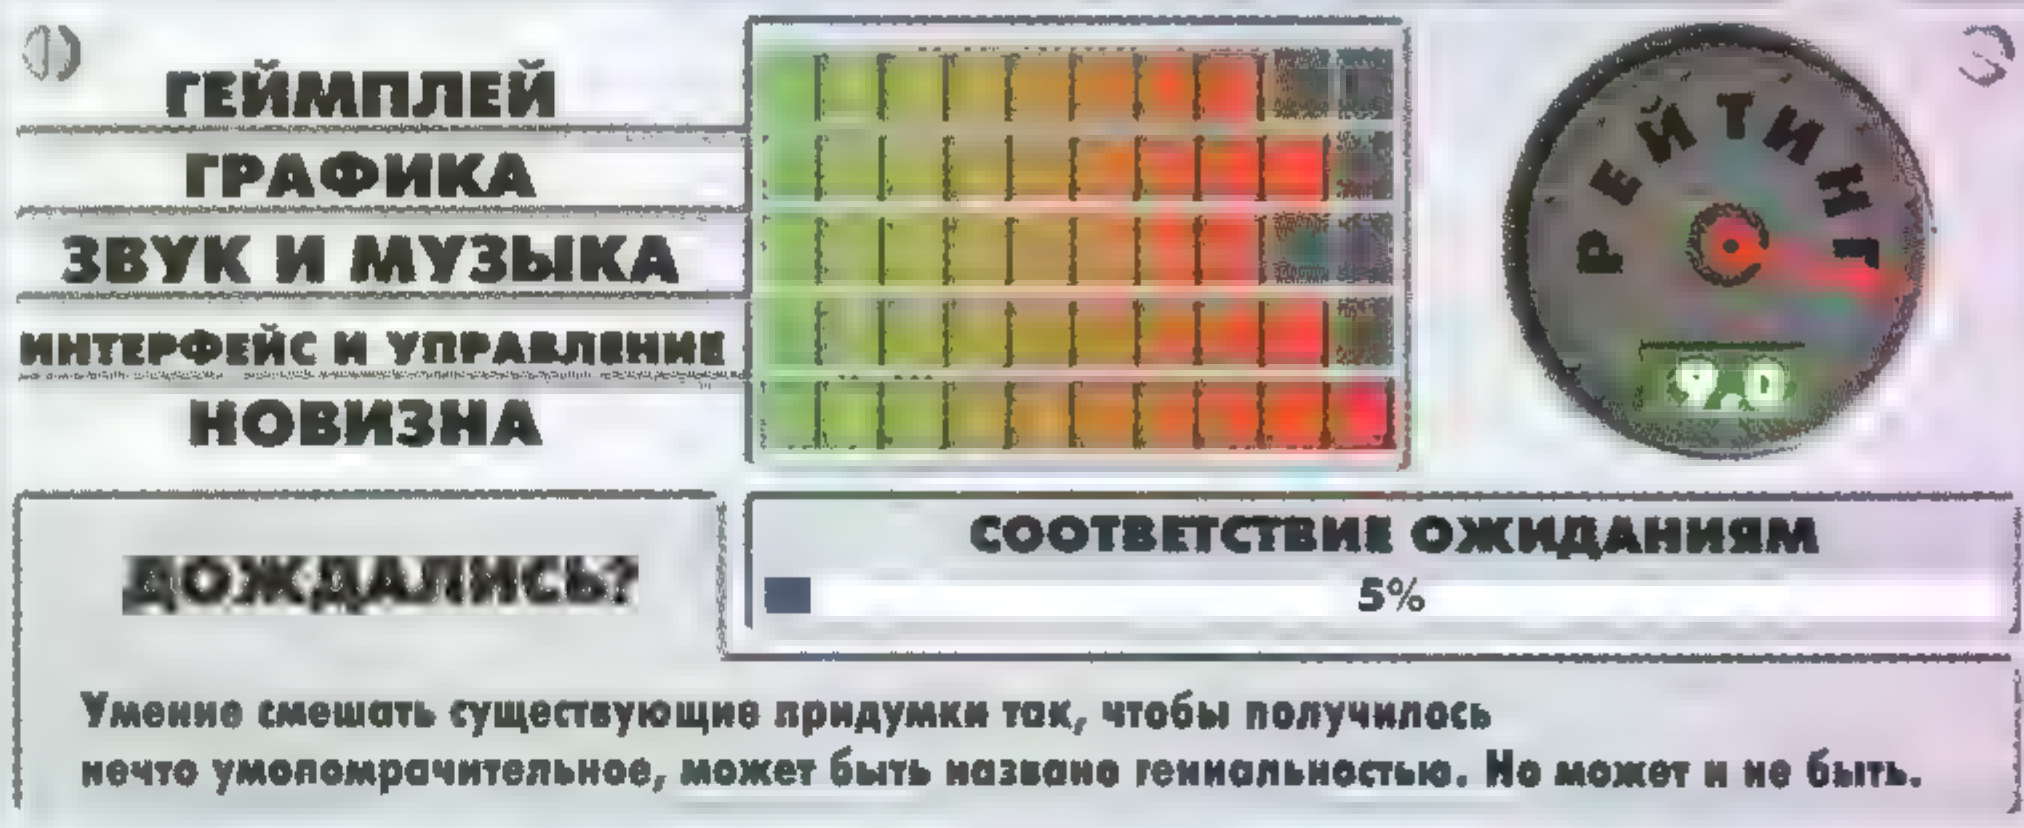 ГЕЙМПЛЕЙ
ГРАФИКА
ЗВУК И МУЗЫКА
ИНТЕРФЕЙС И УПРАВЛЕНИЕ
НОВИЗНА
РЕЙТИНГ
9.0
ДОЖДАЛИСЬ?
СООТВЕТСТВИЕ ОЖИДАНИЯМ
5%
Умение смешать существующие придумки так, чтобы получилось
нечто умопомрачительное, может быть названо гениальностью. Но может и не быть.